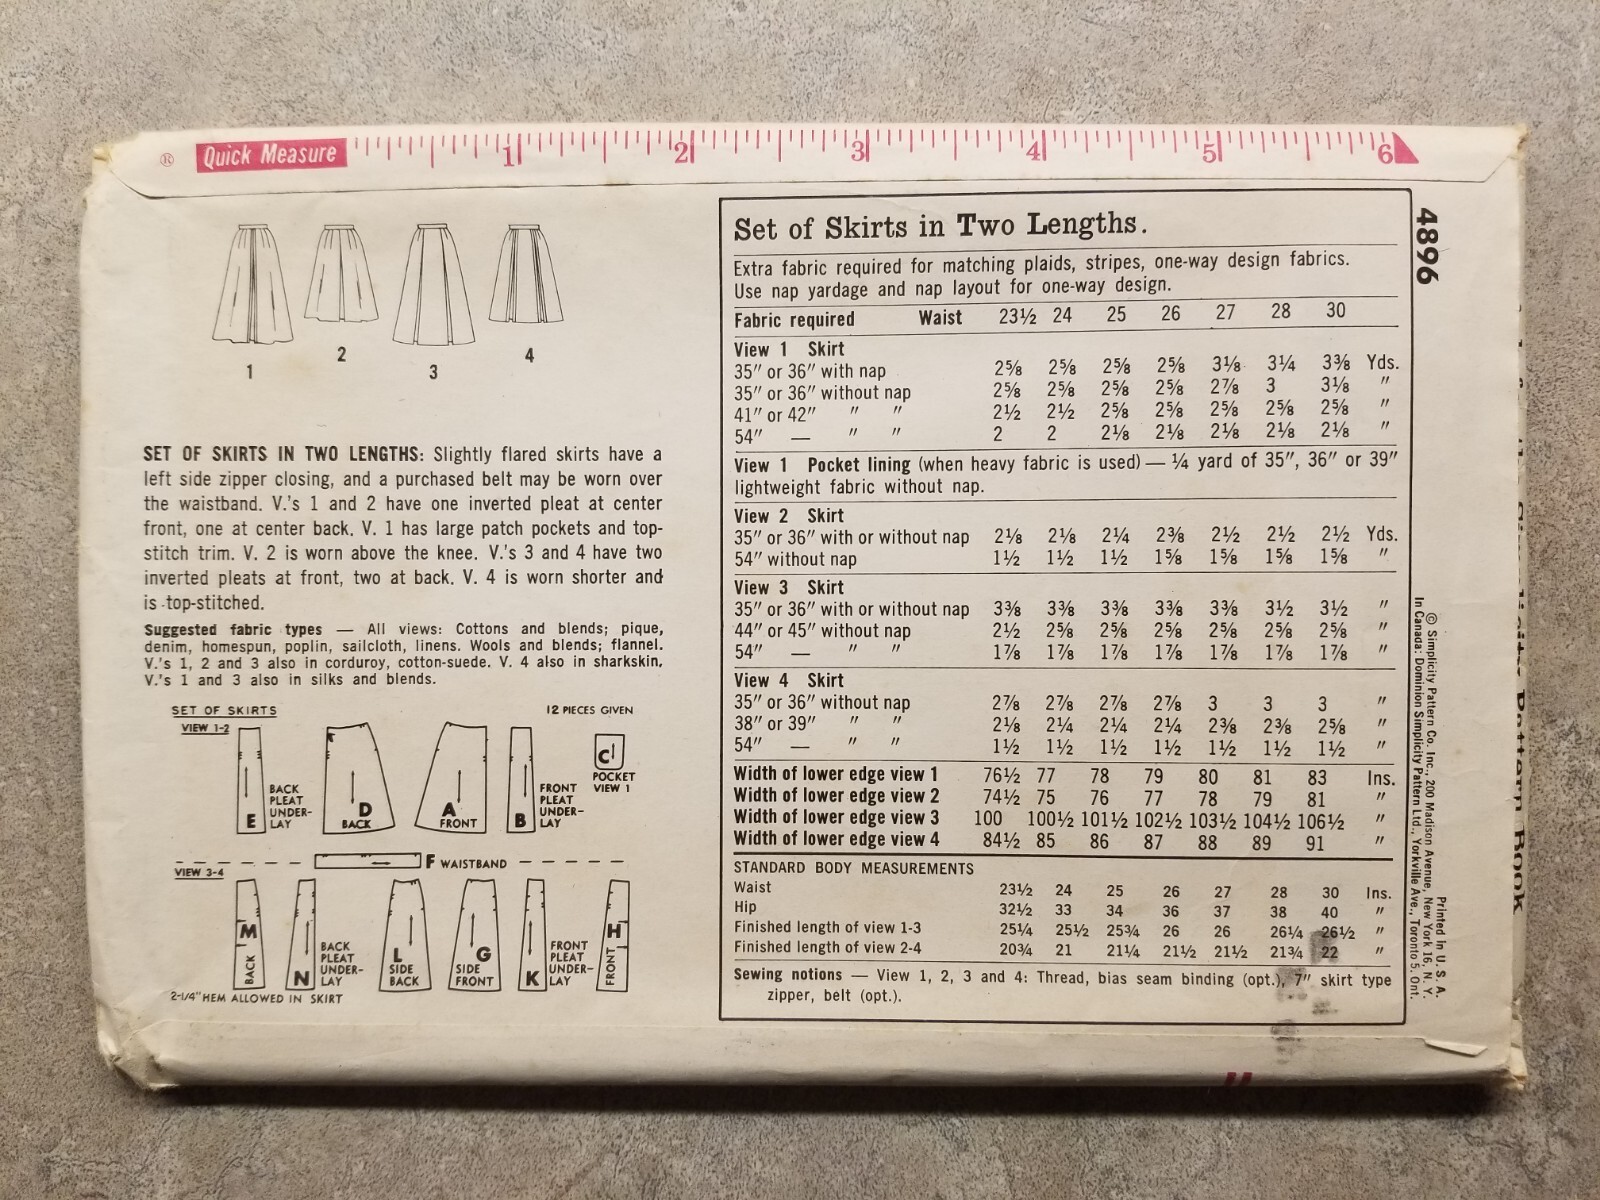 ® Quick Measure 1 2 3 4 5 6
1
2
3
4
SET OF SKIRTS IN TWO LENGTHS: Slightly flared skirts have a
left side zipper closing, and a purchased belt may be worn over
the waistband. V.'s 1 and 2 have one inverted pleat at center
front, one at center back. V. 1 has large patch pockets and top-
stitch trim. V. 2 is worn above the knee. V.'s 3 and 4 have two
inverted pleats at front, two at back. V. 4 is worn shorter and
is top-stitched.
Suggested fabric types — All views: Cottons and blends; pique,
denim, homespun, poplin, sailcloth, linens. Wools and blends; flannel.
V.'s 1, 2 and 3 also in corduroy, cotton-suede. V. 4 also in sharkskin,
V.'s 1 and 3 also in silks and blends.
SET OF SKIRTS 12 PIECES GIVEN
VIEW 1-2
E
BACK
PLEAT
UNDER-
LAY
D
BACK
A
FRONT
B
FRONT
PLEAT
UNDER-
LAY
C
POCKET
VIEW 1
F WAISTBAND
VIEW 3-4
M
BACK
N
BACK
PLEAT
UNDER-
LAY
L
SIDE
BACK
G
SIDE
FRONT
K
FRONT
PLEAT
UNDER-
LAY
H
FRONT
2-1/4" HEM ALLOWED IN SKIRT
Set of Skirts in Two Lengths.
Extra fabric required for matching plaids, stripes, one-way design fabrics.
Use nap yardage and nap layout for one-way design.
Fabric required Waist 23½ 24 25 26 27 28 30
View 1 Skirt
35" or 36" with nap 2⅝ 2⅝ 2⅝ 2⅝ 3⅛ 3¼ 3⅜ Yds.
35" or 36" without nap 2⅝ 2⅝ 2⅝ 2⅝ 2⅞ 3 3⅛ "
41" or 42" " " 2½ 2½ 2⅝ 2⅝ 2⅝ 2⅝ 2⅝ "
54" — " " 2 2 2⅛ 2⅛ 2⅛ 2⅛ 2⅛ "
View 1 Pocket lining (when heavy fabric is used) — ¼ yard of 35", 36" or 39"
lightweight fabric without nap.
View 2 Skirt
35" or 36" with or without nap 2⅛ 2⅛ 2¼ 2⅜ 2½ 2½ 2½ Yds.
54" without nap 1½ 1½ 1½ 1⅝ 1⅝ 1⅝ 1⅝ "
View 3 Skirt
35" or 36" with or without nap 3⅜ 3⅜ 3⅜ 3⅜ 3⅜ 3½ 3½ "
44" or 45" without nap 2½ 2⅝ 2⅝ 2⅝ 2⅝ 2⅝ 2⅝ "
54" — " " 1⅞ 1⅞ 1⅞ 1⅞ 1⅞ 1⅞ 1⅞ "
View 4 Skirt
35" or 36" without nap 2⅞ 2⅞ 2⅞ 2⅞ 3 3 3 "
38" or 39" " " 2⅛ 2¼ 2¼ 2¼ 2⅜ 2⅜ 2⅝ "
54" — " " 1½ 1½ 1½ 1½ 1½ 1½ 1½ "
Width of lower edge view 1 76½ 77 78 79 80 81 83 Ins.
Width of lower edge view 2 74½ 75 76 77 78 79 81 "
Width of lower edge view 3 100 100½ 101½ 102½ 103½ 104½ 106½ "
Width of lower edge view 4 84½ 85 86 87 88 89 91 "
STANDARD BODY MEASUREMENTS
Waist 23½ 24 25 26 27 28 30 Ins.
Hip 32½ 33 34 36 37 38 40 "
Finished length of view 1-3 25¼ 25½ 25¾ 26 26 26¼ 26½ "
Finished length of view 2-4 20¾ 21 21¼ 21½ 21½ 21¾ 22 "
Sewing notions — View 1, 2, 3 and 4: Thread, bias seam binding (opt.), 7" skirt type
zipper, belt (opt.).
4896
© Simplicity Pattern Co. Inc., 200 Madison Avenue, New York 16, N. Y.
In Canada: Dominion Simplicity Pattern Ltd., Yorkville Ave., Toronto 5, Ont.
Printed in U. S. A.
Pattern Book